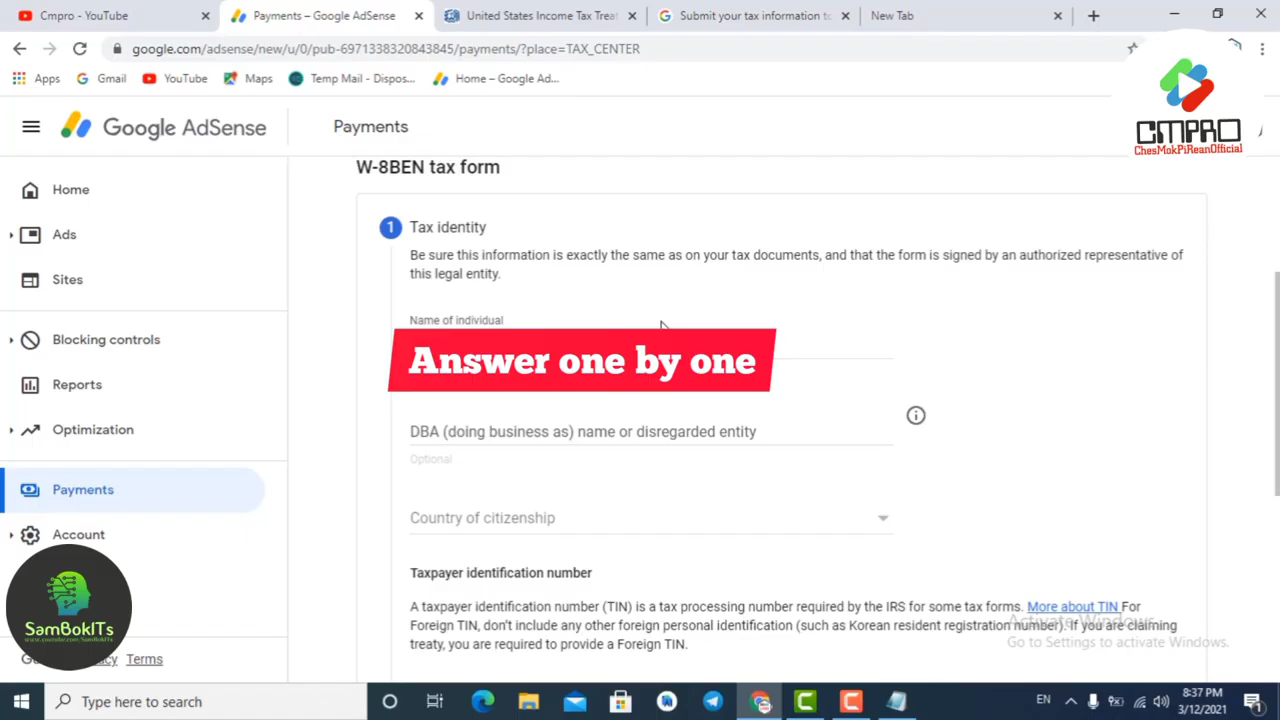 Cmpro - YouTube
Payments – Google AdSense
United States Income Tax Treat
Submit your tax information to
New Tab
google.com/adsense/new/u/0/pub-6971338320843845/payments/?place=TAX_CENTER
Apps
Gmail
YouTube
Maps
Temp Mail - Dispos...
Home – Google Ad...
CMPRO
ChesMokPiReanOfficial
Google AdSense
Payments
Home
Ads
Sites
Blocking controls
Reports
Optimization
Payments
Account
Terms
SamBokITs
www.youtube.com/SamBokITs
W-8BEN tax form
1 Tax identity
Be sure this information is exactly the same as on your tax documents, and that the form is signed by an authorized representative of
this legal entity.
Name of individual
Answer one by one
DBA (doing business as) name or disregarded entity
Optional
Country of citizenship
Taxpayer identification number
A taxpayer identification number (TIN) is a tax processing number required by the IRS for some tax forms. More about TIN For
Foreign TIN, don't include any other foreign personal identification (such as Korean resident registration number). If you are claiming
treaty, you are required to provide a Foreign TIN.
Activate Windows
Go to Settings to activate Windows.
Type here to search
EN
8:37 PM
3/12/2021
1